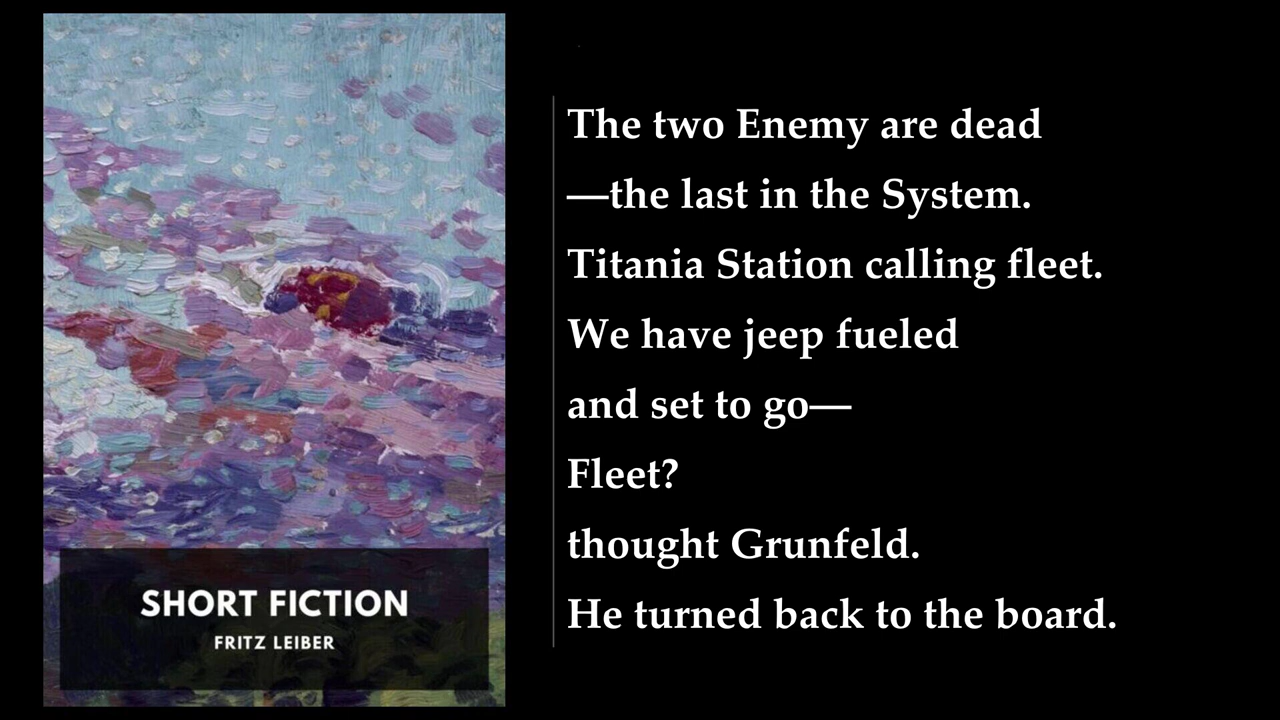 SHORT FICTION
FRITZ LEIBER
The two Enemy are dead
—the last in the System.
Titania Station calling fleet.
We have jeep fueled
and set to go—
Fleet?
thought Grunfeld.
He turned back to the board.